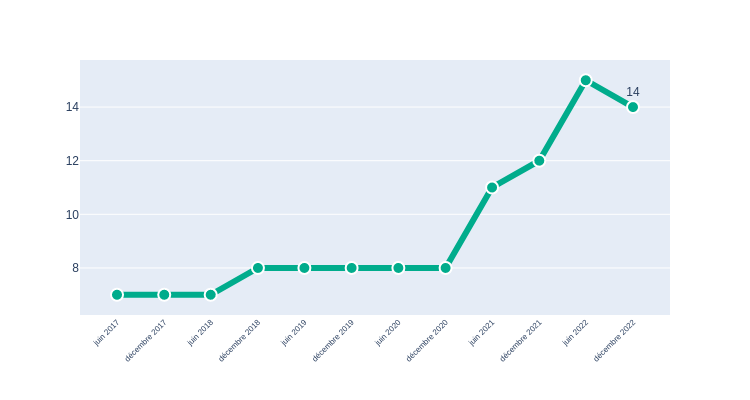 14
14
12
10
8
juin 2017
décembre 2017
juin 2018
décembre 2018
juin 2019
décembre 2019
juin 2020
décembre 2020
juin 2021
décembre 2021
juin 2022
décembre 2022